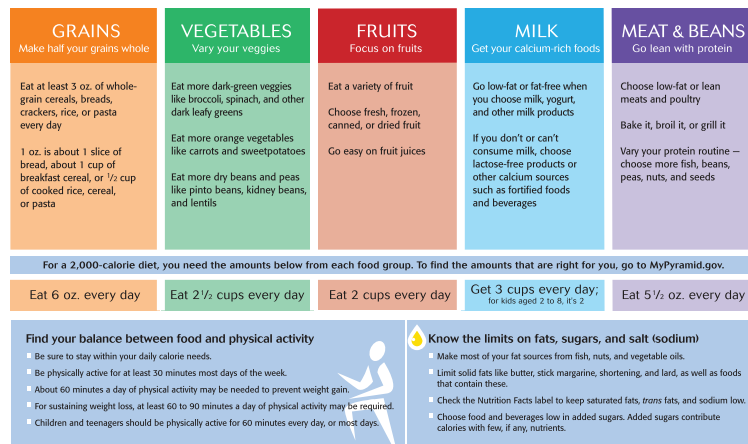 GRAINS
Make half your grains whole
VEGETABLES
Vary your veggies
FRUITS
Focus on fruits
MILK
Get your calcium-rich foods
MEAT & BEANS
Go lean with protein
Eat at least 3 oz. of whole-
grain cereals, breads,
crackers, rice, or pasta
every day
1 oz. is about 1 slice of
bread, about 1 cup of
breakfast cereal, or 1/2 cup
of cooked rice, cereal,
or pasta
Eat more dark-green veggies
like broccoli, spinach, and other
dark leafy greens
Eat more orange vegetables
like carrots and sweetpotatoes
Eat more dry beans and peas
like pinto beans, kidney beans,
and lentils
Eat a variety of fruit
Choose fresh, frozen,
canned, or dried fruit
Go easy on fruit juices
Go low-fat or fat-free when
you choose milk, yogurt,
and other milk products
If you don't or can't
consume milk, choose
lactose-free products or
other calcium sources
such as fortified foods
and beverages
Choose low-fat or lean
meats and poultry
Bake it, broil it, or grill it
Vary your protein routine —
choose more fish, beans,
peas, nuts, and seeds
For a 2,000-calorie diet, you need the amounts below from each food group. To find the amounts that are right for you, go to MyPyramid.gov.
Eat 6 oz. every day
Eat 2 1/2 cups every day
Eat 2 cups every day
Get 3 cups every day;
for kids aged 2 to 8, it's 2
Eat 5 1/2 oz. every day
Find your balance between food and physical activity
Be sure to stay within your daily calorie needs.
Be physically active for at least 30 minutes most days of the week.
About 60 minutes a day of physical activity may be needed to prevent weight gain.
For sustaining weight loss, at least 60 to 90 minutes a day of physical activity may be required.
Children and teenagers should be physically active for 60 minutes every day, or most days.
Know the limits on fats, sugars, and salt (sodium)
Make most of your fat sources from fish, nuts, and vegetable oils.
Limit solid fats like butter, stick margarine, shortening, and lard, as well as foods
that contain these.
Check the Nutrition Facts label to keep saturated fats, trans fats, and sodium low.
Choose food and beverages low in added sugars. Added sugars contribute
calories with few, if any, nutrients.